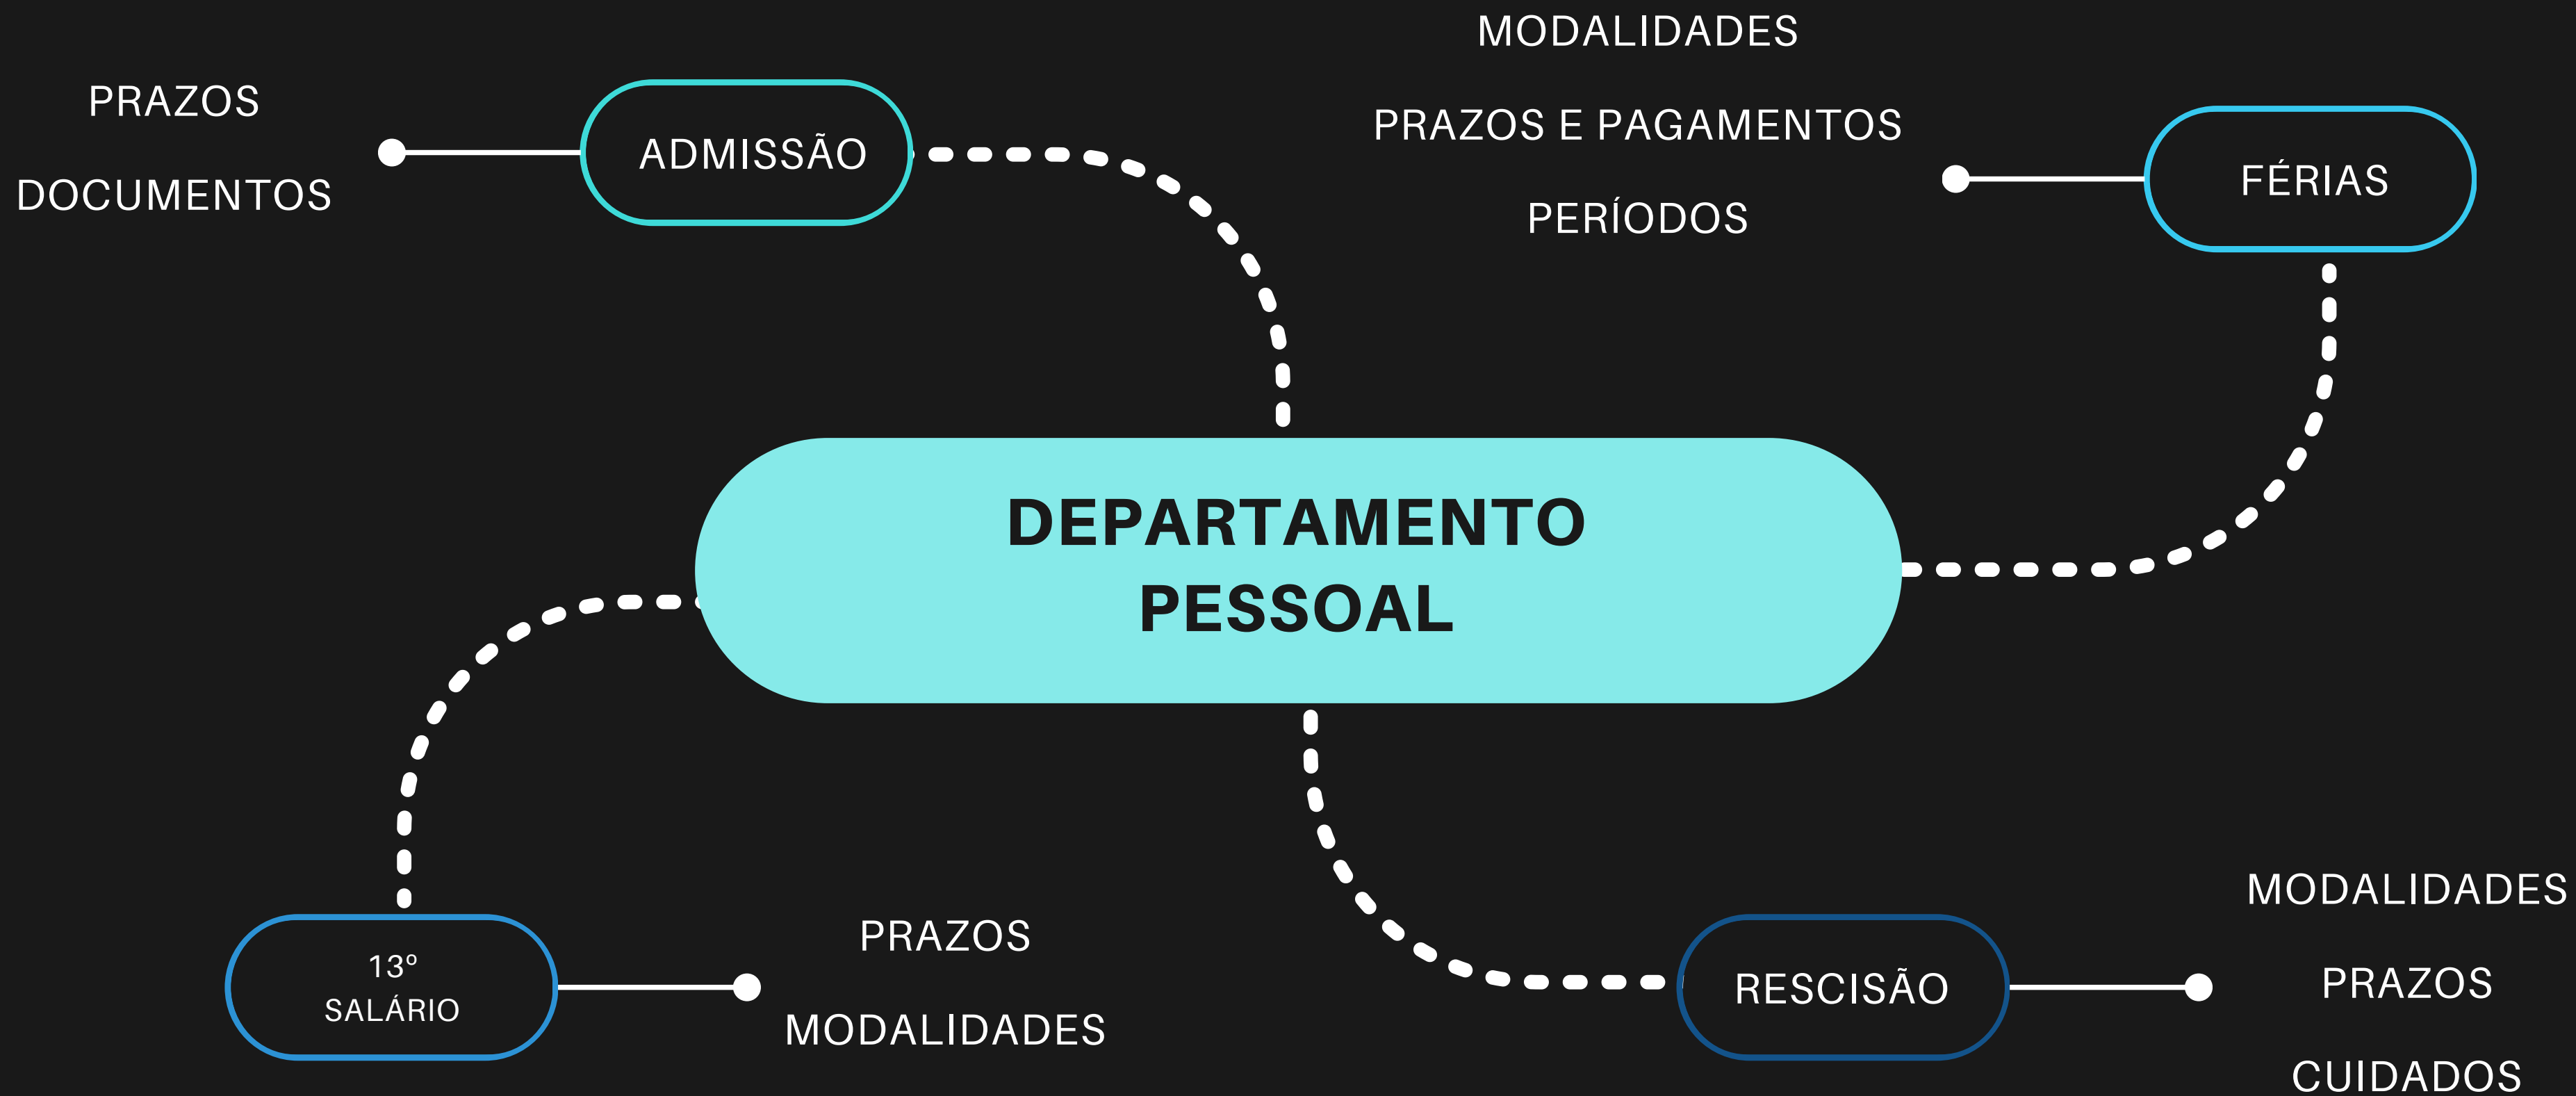 PRAZOS
DOCUMENTOS
ADMISSÃO
MODALIDADES
PRAZOS E PAGAMENTOS
PERÍODOS
FÉRIAS
DEPARTAMENTO
PESSOAL
13º
SALÁRIO
PRAZOS
MODALIDADES
RESCISÃO
MODALIDADES
PRAZOS
CUIDADOS